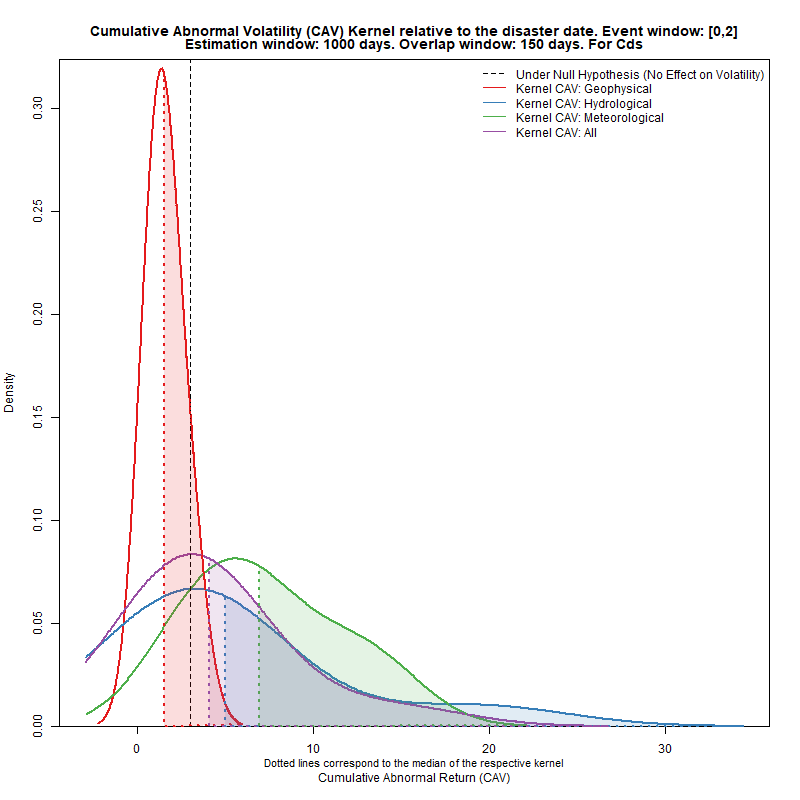 Cumulative Abnormal Volatility (CAV) Kernel relative to the disaster date. Event window: [0,2]
Estimation window: 1000 days. Overlap window: 150 days. For Cds
Under Null Hypothesis (No Effect on Volatility)
Kernel CAV: Geophysical
Kernel CAV: Hydrological
Kernel CAV: Meteorological
Kernel CAV: All
Density
0.30
0.25
0.20
0.15
0.10
0.05
0.00
0 10 20 30
Dotted lines correspond to the median of the respective kernel
Cumulative Abnormal Return (CAV)